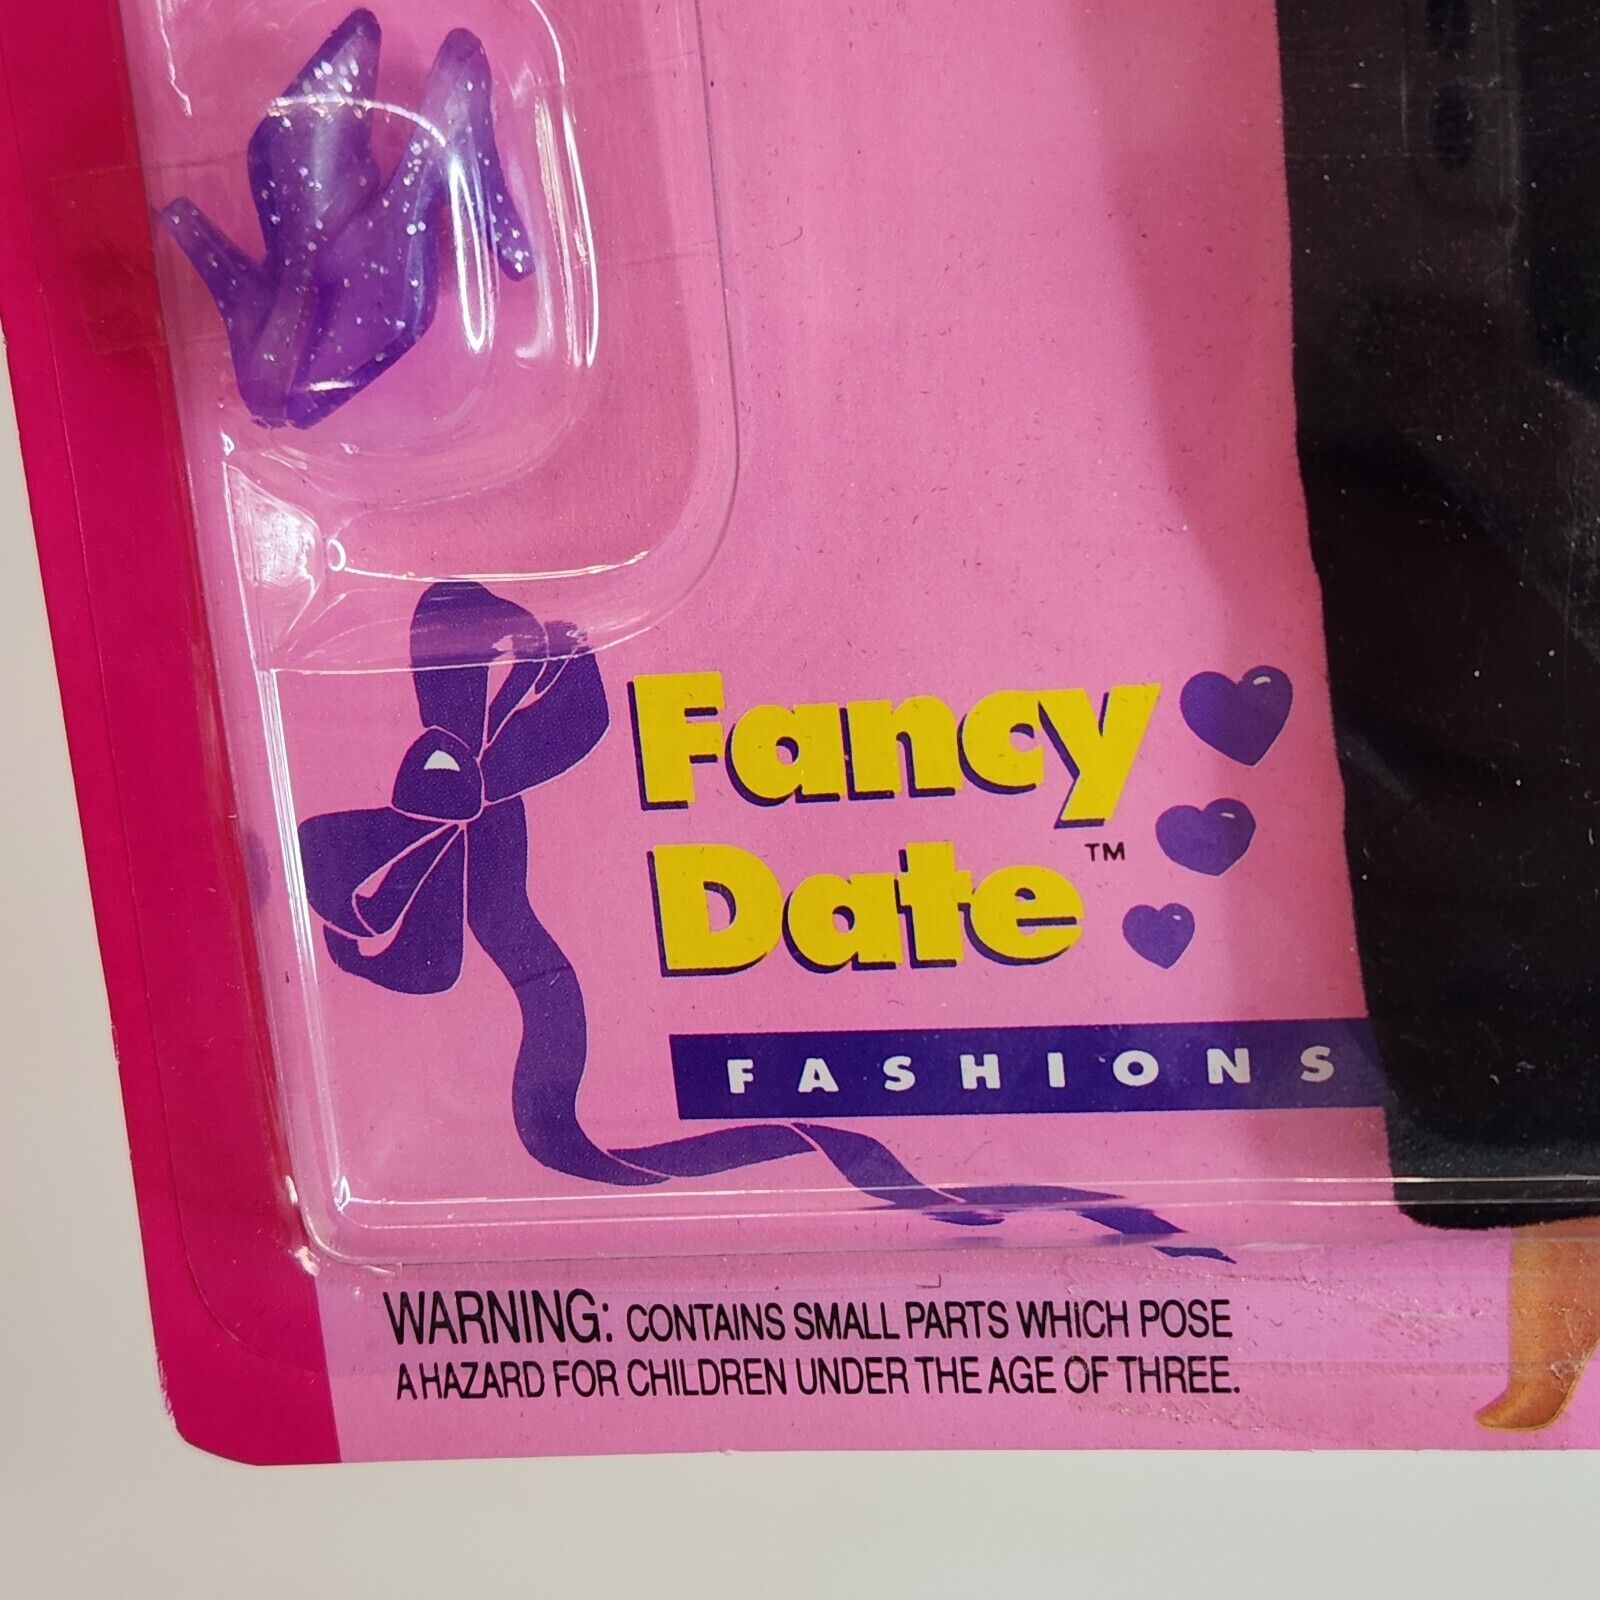 Fancy
Date™
FASHIONS
WARNING: CONTAINS SMALL PARTS WHICH POSE
A HAZARD FOR CHILDREN UNDER THE AGE OF THREE.